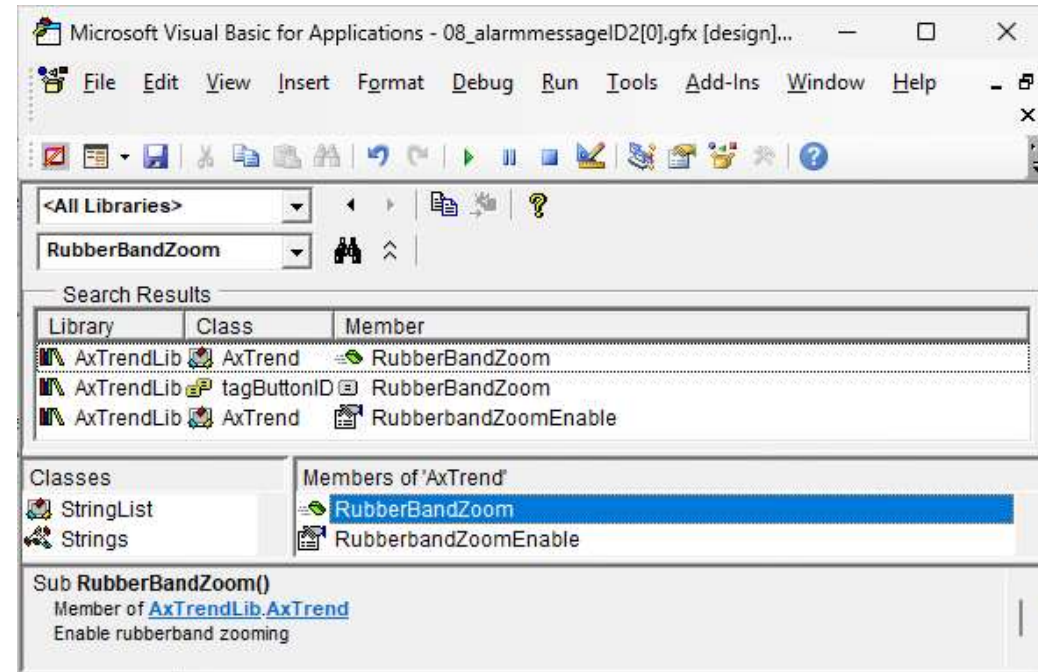 Microsoft Visual Basic for Applications - 08_alarmmessageID2[0].gfx [design]...
File Edit View Insert Format Debug Run Tools Add-Ins Window Help
<All Libraries>
RubberBandZoom
Search Results
Library Class Member
AxTrendLib AxTrend RubberBandZoom
AxTrendLib tagButtonID RubberBandZoom
AxTrendLib AxTrend RubberbandZoomEnable
Classes Members of 'AxTrend'
StringList RubberBandZoom
Strings RubberbandZoomEnable
Sub RubberBandZoom()
Member of AxTrendLib.AxTrend
Enable rubberband zooming